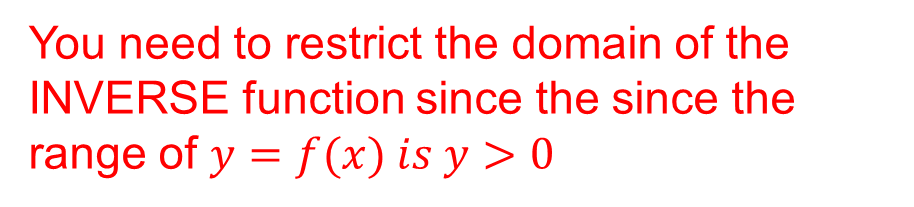 You need to restrict the domain of the
INVERSE function since the since the
range of y = f(x) is y > 0